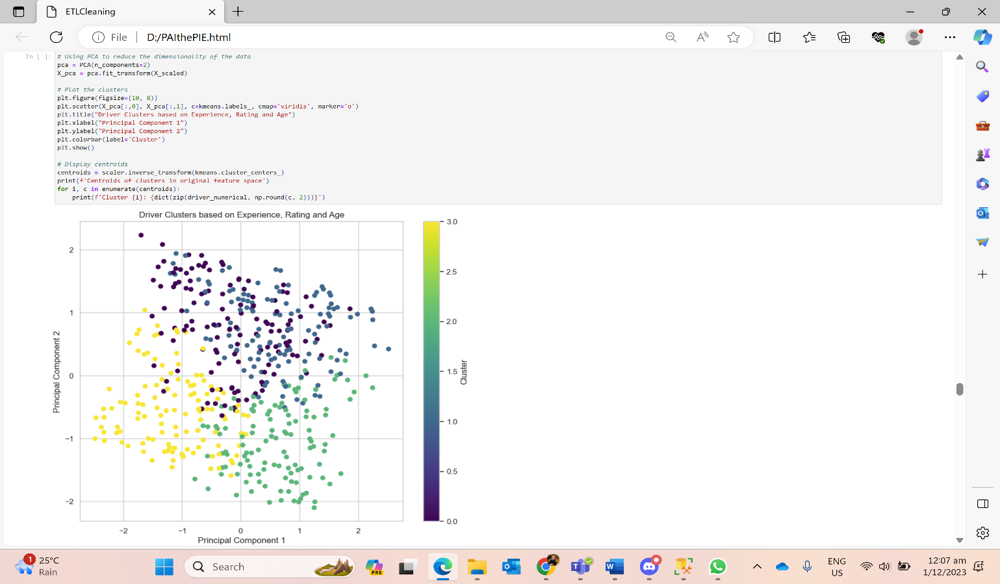 ETLCleaning
File
D:/PAIthePIE.html
In [ ]:
# Using PCA to reduce the dimensionality of the data
pca = PCA(n_components=2)
X_pca = pca.fit_transform(X_scaled)
# Plot the clusters
plt.figure(figsize=(10, 8))
plt.scatter(X_pca[:,0], X_pca[:,1], c=kmeans.labels_, cmap='viridis', marker='o')
plt.title("Driver Clusters based on Experience, Rating and Age")
plt.xlabel("Principal Component 1")
plt.ylabel("Principal Component 2")
plt.colorbar(label='Cluster')
plt.show()
# Display centroids
centroids = scaler.inverse_transform(kmeans.cluster_centers_)
print(f'Centroids of clusters in original feature space')
for i, c in enumerate(centroids):
print(f'Cluster {i}: {dict(zip(driver_numerical, np.round(c, 2)))}')
Driver Clusters based on Experience, Rating and Age
2
1
0
−1
−2
Principal Component 2
−2
−1
0
1
2
Principal Component 1
3.0
2.5
2.0
1.5
1.0
0.5
0.0
Cluster
1
25°C
Rain
Search
PRE
ENG
US
12:07 am
1/12/2023